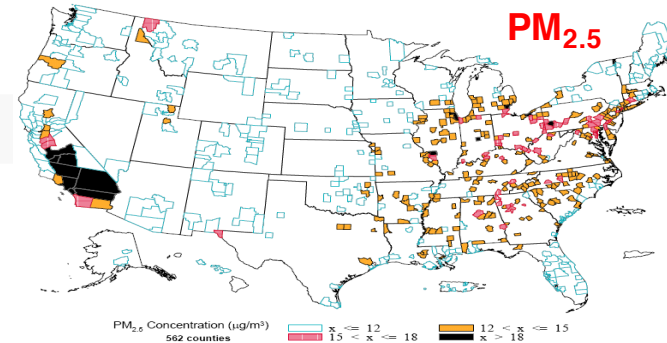 PM2.5
PM2.5 Concentration (µg/m³)
562 counties
x <= 12
15 < x <= 18
12 < x <= 15
x > 18